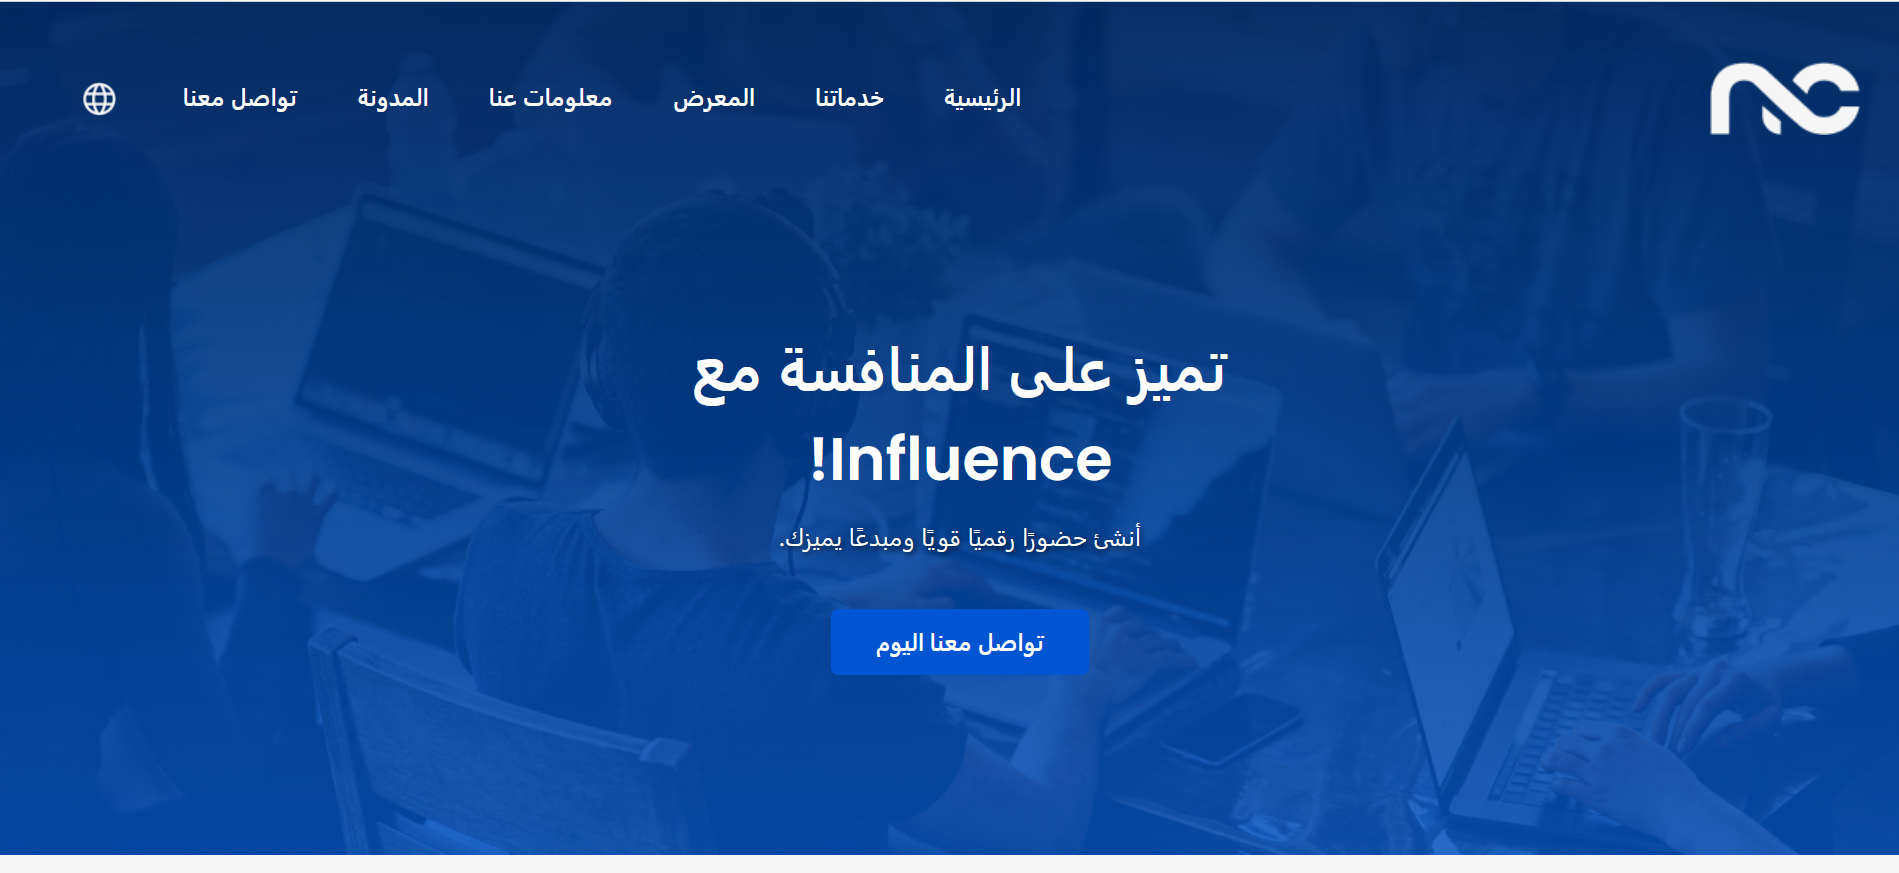 الرئيسية
خدماتنا
المعرض
معلومات عنا
المدونة
تواصل معنا
تميز على المنافسة مع
Influence!
أنشئ حضورًا رقميًا قويًا ومبدعًا يميزك.
تواصل معنا اليوم